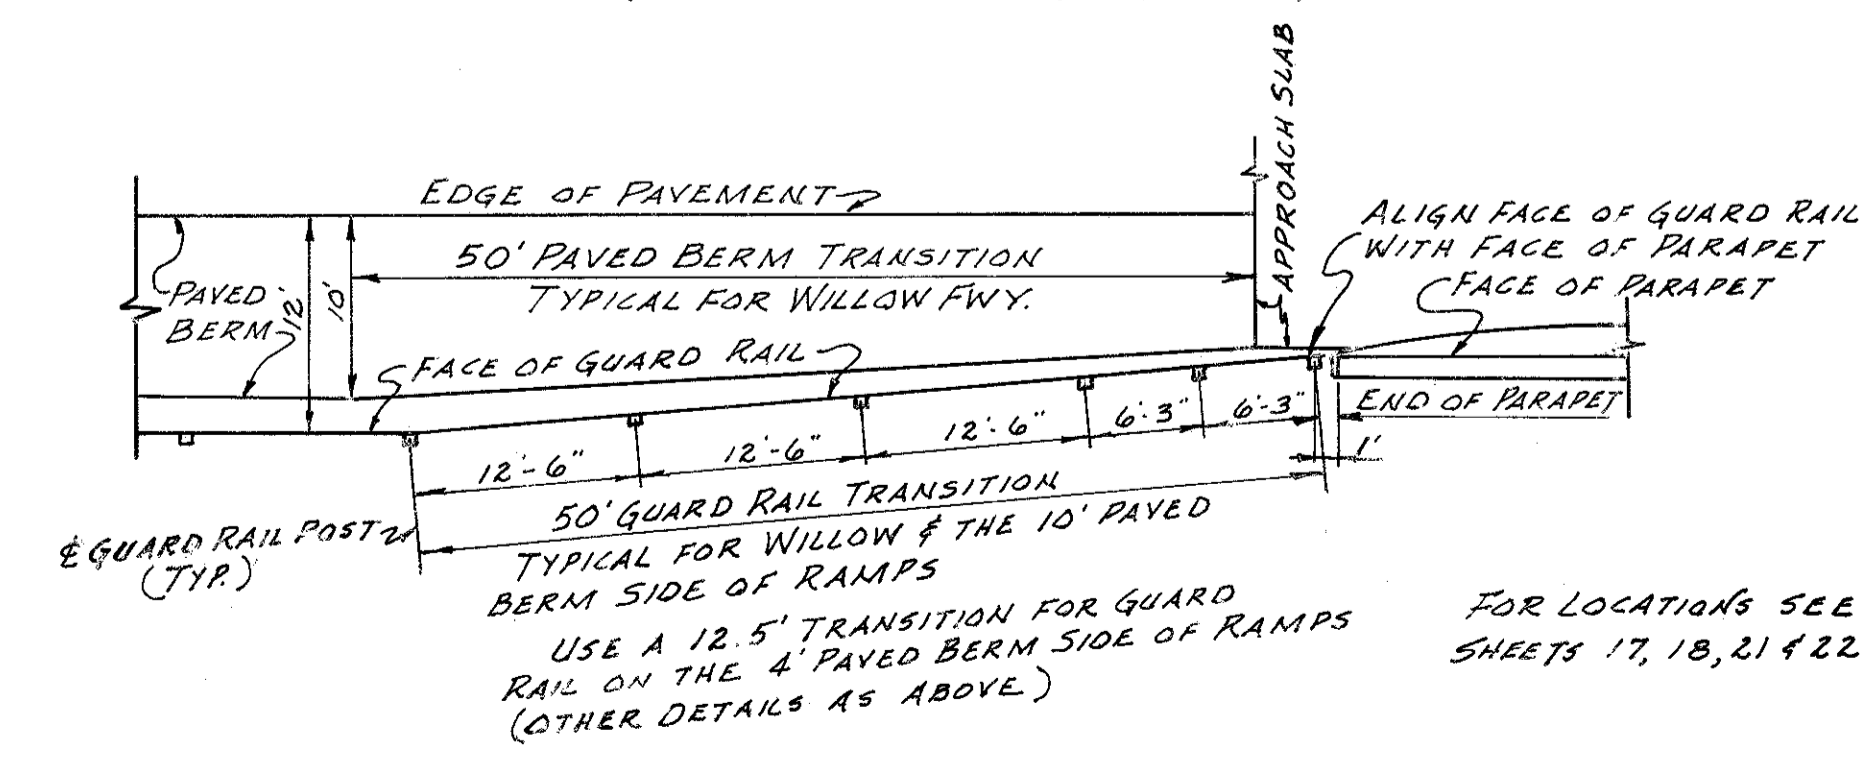 APPROACH SLAB
EDGE OF PAVEMENT
ALIGN FACE OF GUARD RAIL
WITH FACE OF PARAPET
FACE OF PARAPET
50' PAVED BERM TRANSITION
TYPICAL FOR WILLOW FWY.
PAVED
BERM
12'
10'
FACE OF GUARD RAIL
END OF PARAPET
12'-6"
12'-6"
12'-6"
6'-3"
6'-3"
1'
50' GUARD RAIL TRANSITION
TYPICAL FOR WILLOW & THE 10' PAVED
BERM SIDE OF RAMPS
℄ GUARD RAIL POST
(TYP.)
USE A 12.5' TRANSITION FOR GUARD
RAIL ON THE 4' PAVED BERM SIDE OF RAMPS
(OTHER DETAILS AS ABOVE)
FOR LOCATIONS SEE
SHEETS 17, 18, 21 & 22